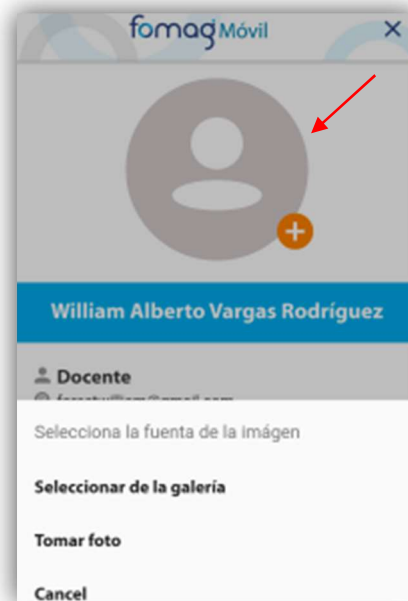 fomag Móvil
William Alberto Vargas Rodríguez
Docente
Selecciona la fuenta de la imágen
Seleccionar de la galería
Tomar foto
Cancel